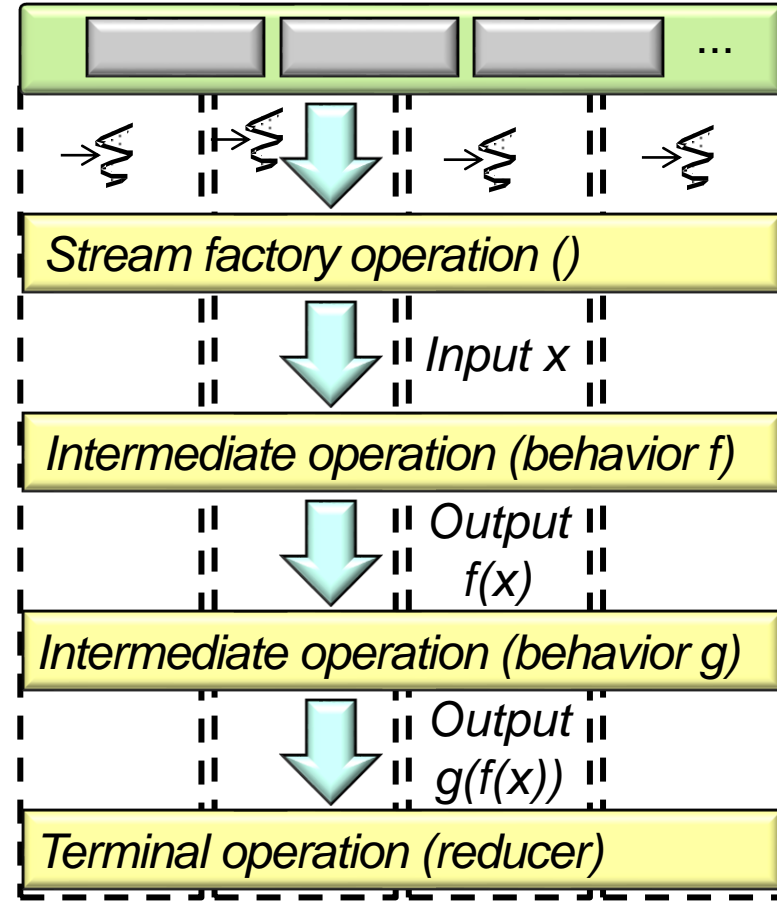 ...
Stream factory operation ()
Input x
Intermediate operation (behavior f)
Output
f(x)
Intermediate operation (behavior g)
Output
g(f(x))
Terminal operation (reducer)